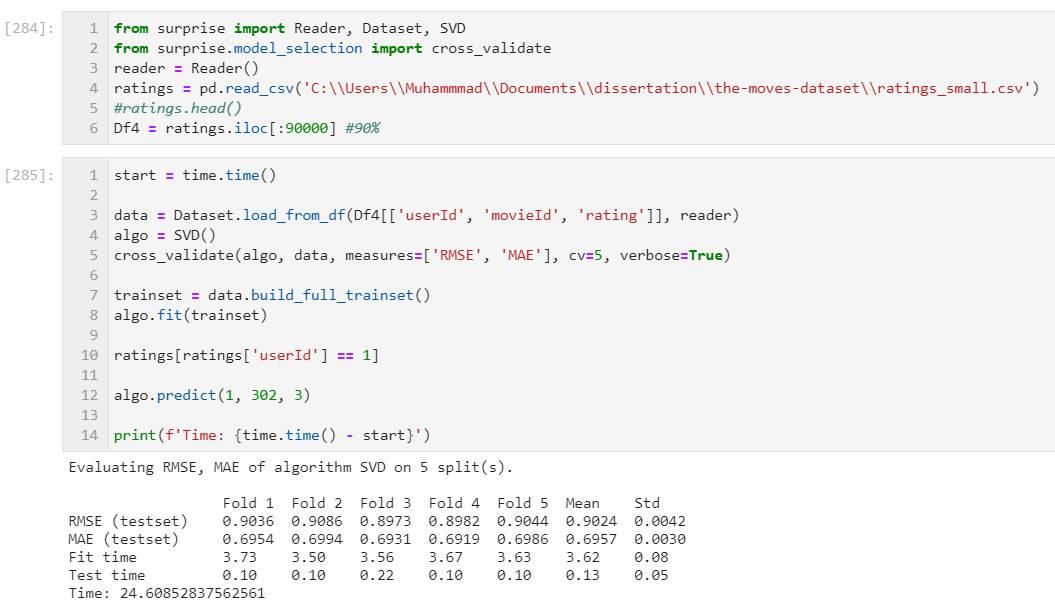 [284]:
1 from surprise import Reader, Dataset, SVD
2 from surprise.model_selection import cross_validate
3 reader = Reader()
4 ratings = pd.read_csv('C:\\Users\\Muhammmad\\Documents\\dissertation\\the-moves-dataset\\ratings_small.csv')
5 #ratings.head()
6 Df4 = ratings.iloc[:90000] #90%
[285]:
1 start = time.time()
2
3 data = Dataset.load_from_df(Df4[['userId', 'movieId', 'rating']], reader)
4 algo = SVD()
5 cross_validate(algo, data, measures=['RMSE', 'MAE'], cv=5, verbose=True)
6
7 trainset = data.build_full_trainset()
8 algo.fit(trainset)
9
10 ratings[ratings['userId'] == 1]
11
12 algo.predict(1, 302, 3)
13
14 print(f'Time: {time.time() - start}')
Evaluating RMSE, MAE of algorithm SVD on 5 split(s).
Fold 1 Fold 2 Fold 3 Fold 4 Fold 5 Mean Std
RMSE (testset) 0.9036 0.9086 0.8973 0.8982 0.9044 0.9024 0.0042
MAE (testset) 0.6954 0.6994 0.6931 0.6919 0.6986 0.6957 0.0030
Fit time 3.73 3.50 3.56 3.67 3.63 3.62 0.08
Test time 0.10 0.10 0.22 0.10 0.10 0.13 0.05
Time: 24.60852837562561